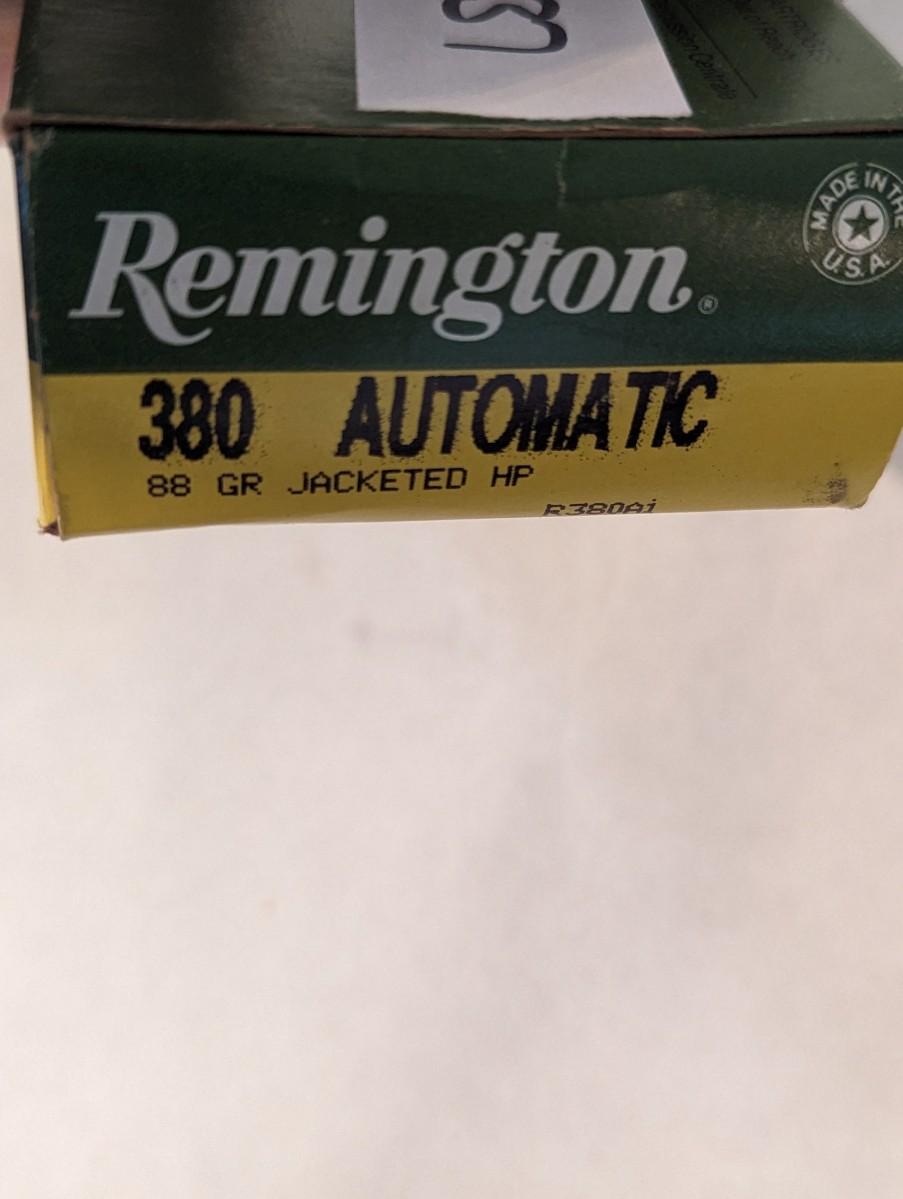 Remington®
MADE IN THE
U.S.A.
380 AUTOMATIC
88 GR JACKETED HP
R380A1